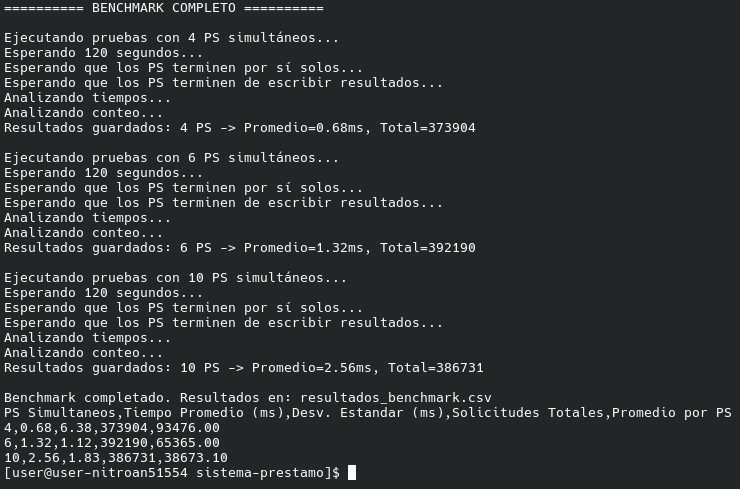 ========== BENCHMARK COMPLETO ==========
Ejecutando pruebas con 4 PS simultáneos...
Esperando 120 segundos...
Esperando que los PS terminen por sí solos...
Esperando que los PS terminen de escribir resultados...
Analizando tiempos...
Analizando conteo...
Resultados guardados: 4 PS -> Promedio=0.68ms, Total=373904
Ejecutando pruebas con 6 PS simultáneos...
Esperando 120 segundos...
Esperando que los PS terminen por sí solos...
Esperando que los PS terminen de escribir resultados...
Analizando tiempos...
Analizando conteo...
Resultados guardados: 6 PS -> Promedio=1.32ms, Total=392190
Ejecutando pruebas con 10 PS simultáneos...
Esperando 120 segundos...
Esperando que los PS terminen por sí solos...
Esperando que los PS terminen de escribir resultados...
Analizando tiempos...
Analizando conteo...
Resultados guardados: 10 PS -> Promedio=2.56ms, Total=386731
Benchmark completado. Resultados en: resultados_benchmark.csv
PS Simultaneos,Tiempo Promedio (ms),Desv. Estandar (ms),Solicitudes Totales,Promedio por PS
4,0.68,6.38,373904,93476.00
6,1.32,1.12,392190,65365.00
10,2.56,1.83,386731,38673.10
[user@user-nitroan51554 sistema-prestamo]$